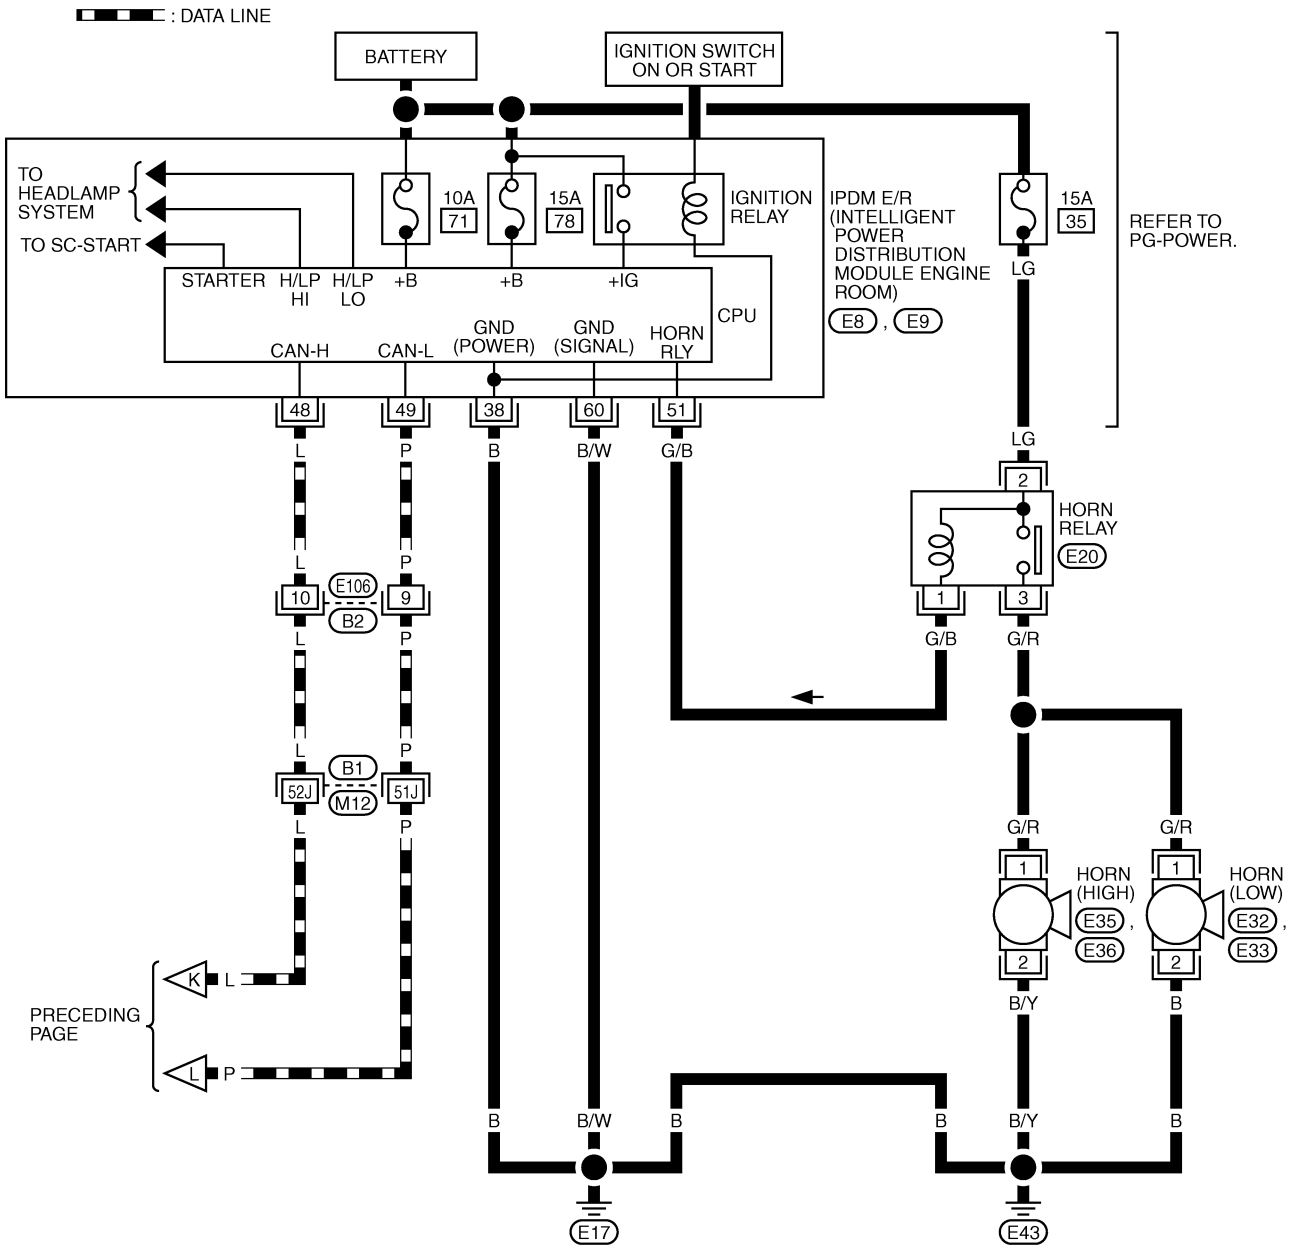 : DATA LINE
BATTERY
IGNITION SWITCH
ON OR START
TO
HEADLAMP
SYSTEM
TO SC-START
10A
71
15A
78
IGNITION
RELAY
IPDM E/R
(INTELLIGENT
POWER
DISTRIBUTION
MODULE ENGINE
ROOM)
E8 , E9
15A
35
REFER TO
PG-POWER.
LG
STARTER
H/LP
HI
H/LP
LO
+B
+B
+IG
CPU
CAN-H
CAN-L
GND
(POWER)
GND
(SIGNAL)
HORN
RLY
48
49
38
60
51
L
P
B
B/W
G/B
LG
2
HORN
RELAY
E20
L
P
10
E106
9
B2
1
3
L
P
G/B
G/R
L
P
B1
52J
51J
M12
L
P
G/R
G/R
1
1
HORN
(HIGH)
E35 ,
E36
HORN
(LOW)
E32 ,
E33
2
2
PRECEDING
PAGE
K L
L P
B/Y
B
B
B/W
B
B
B/Y
B
E17
E43